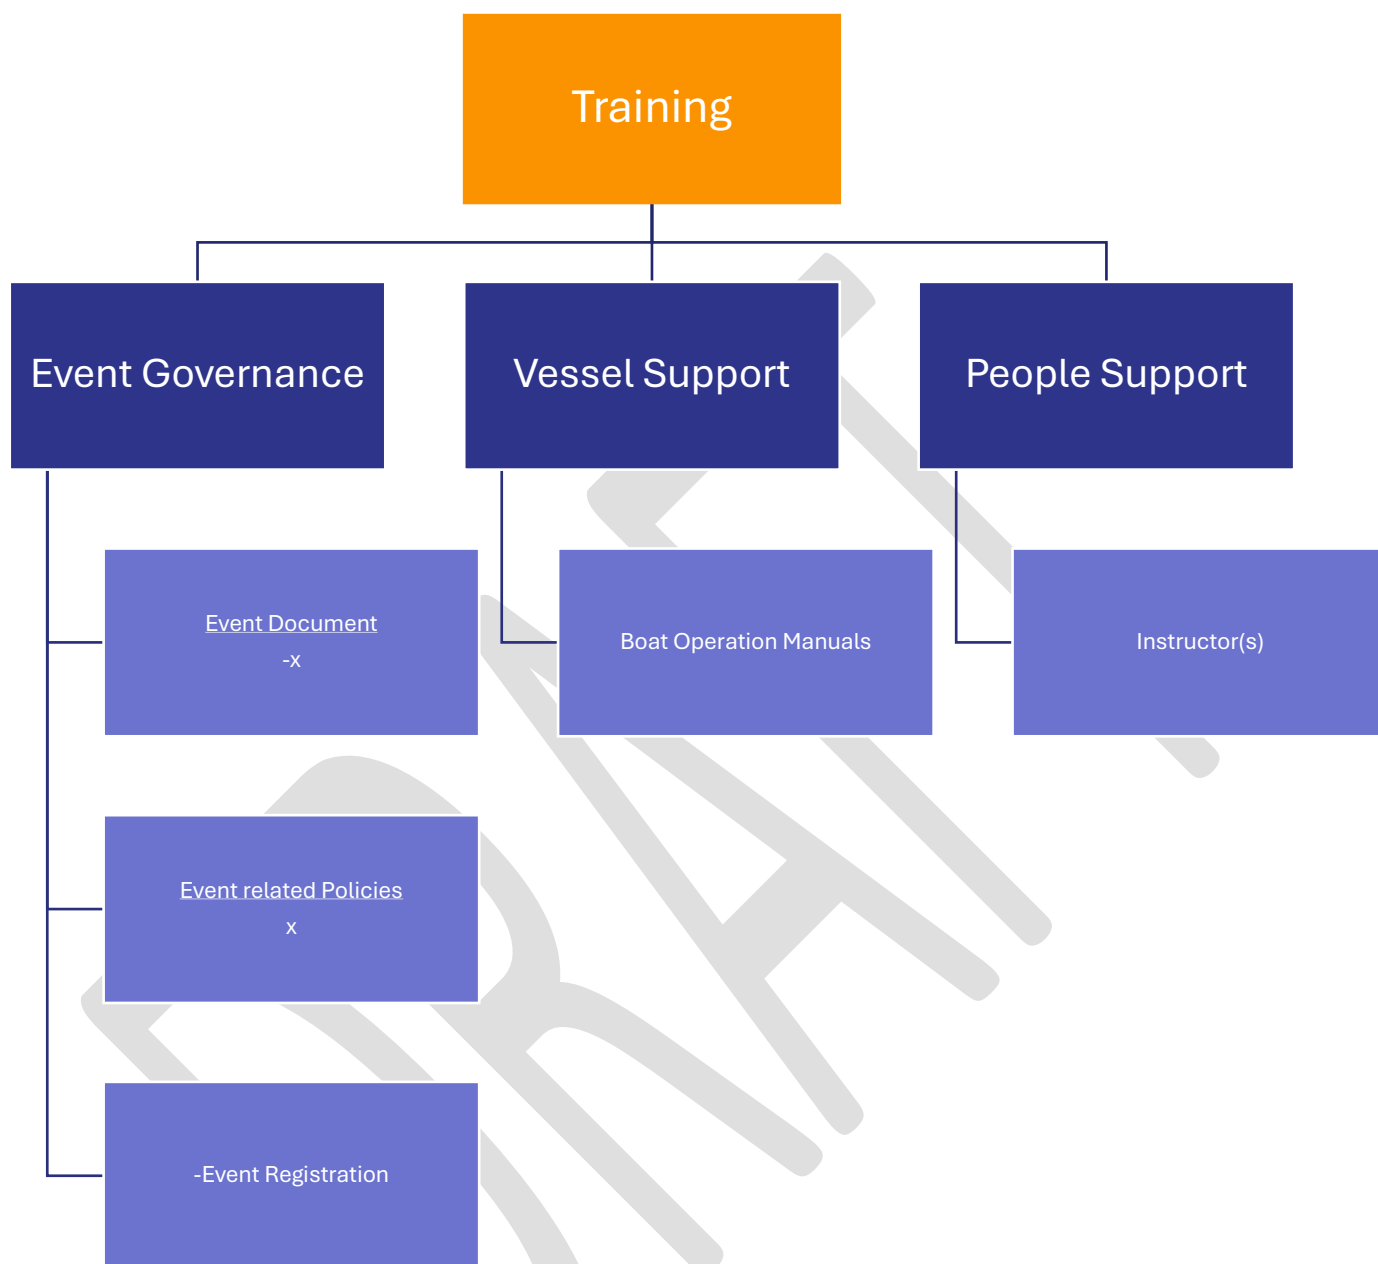 Training
Event Governance
Vessel Support
People Support
Event Document
-x
Boat Operation Manuals
Instructor(s)
Event related Policies
x
-Event Registration
DRAFT